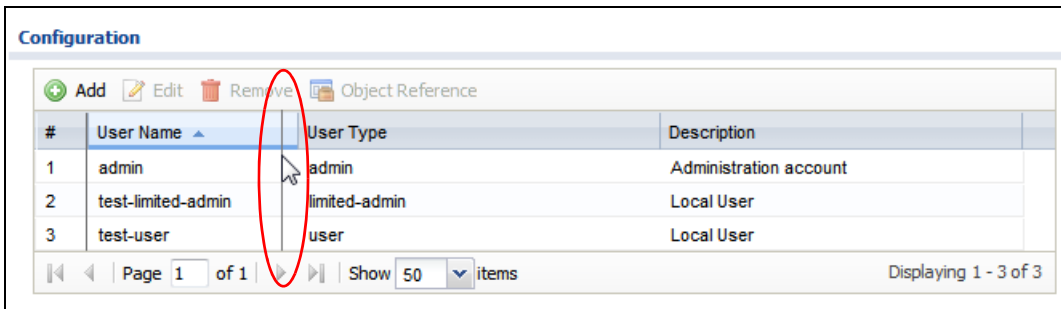 Configuration
Add Edit Remove Object Reference
# User Name User Type Description
1 admin admin Administration account
2 test-limited-admin limited-admin Local User
3 test-user user Local User
Page 1 of 1 Show 50 items Displaying 1 - 3 of 3